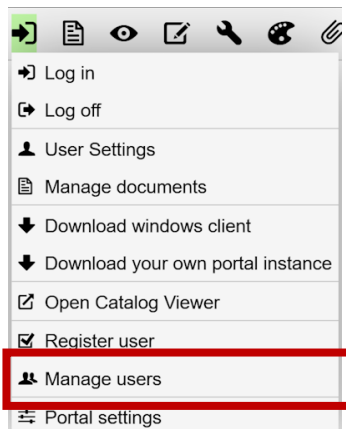 Log in
Log off
User Settings
Manage documents
Download windows client
Download your own portal instance
Open Catalog Viewer
Register user
Manage users
Portal settings